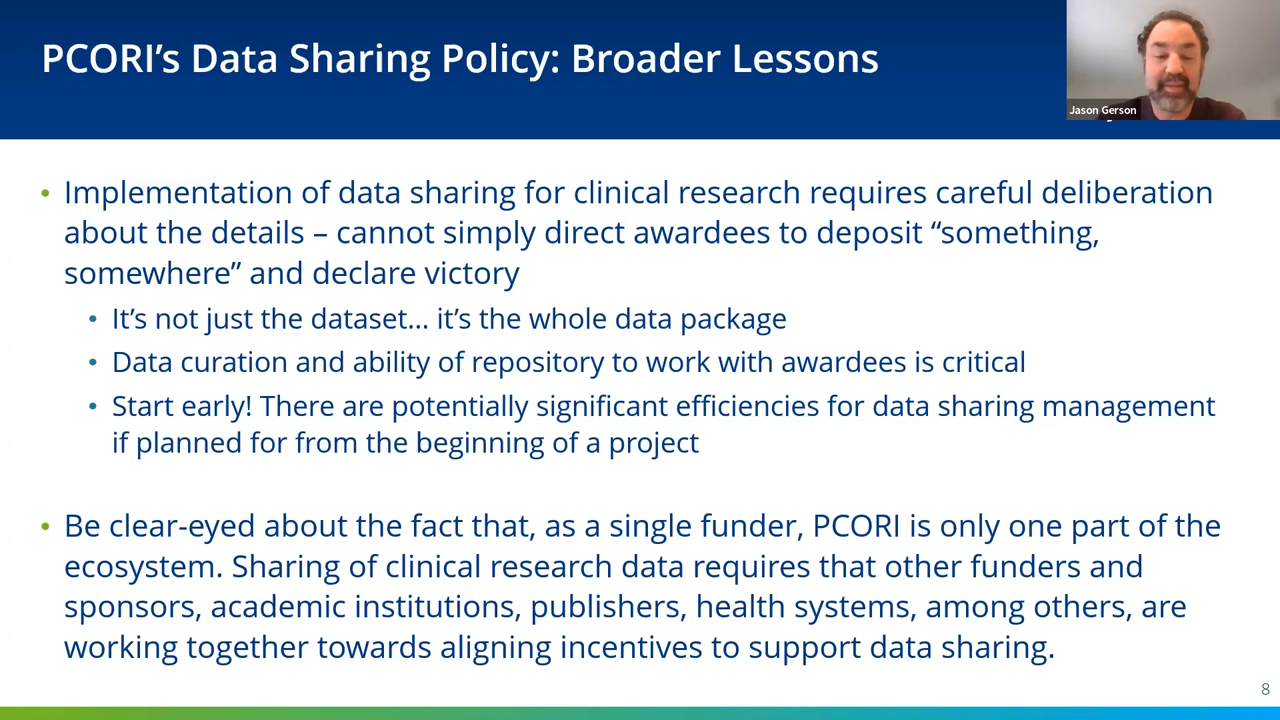 PCORI’s Data Sharing Policy: Broader Lessons
Jason Gerson
• Implementation of data sharing for clinical research requires careful deliberation
about the details – cannot simply direct awardees to deposit “something,
somewhere” and declare victory
• It’s not just the dataset... it’s the whole data package
• Data curation and ability of repository to work with awardees is critical
• Start early! There are potentially significant efficiencies for data sharing management
if planned for from the beginning of a project
• Be clear-eyed about the fact that, as a single funder, PCORI is only one part of the
ecosystem. Sharing of clinical research data requires that other funders and
sponsors, academic institutions, publishers, health systems, among others, are
working together towards aligning incentives to support data sharing.
8